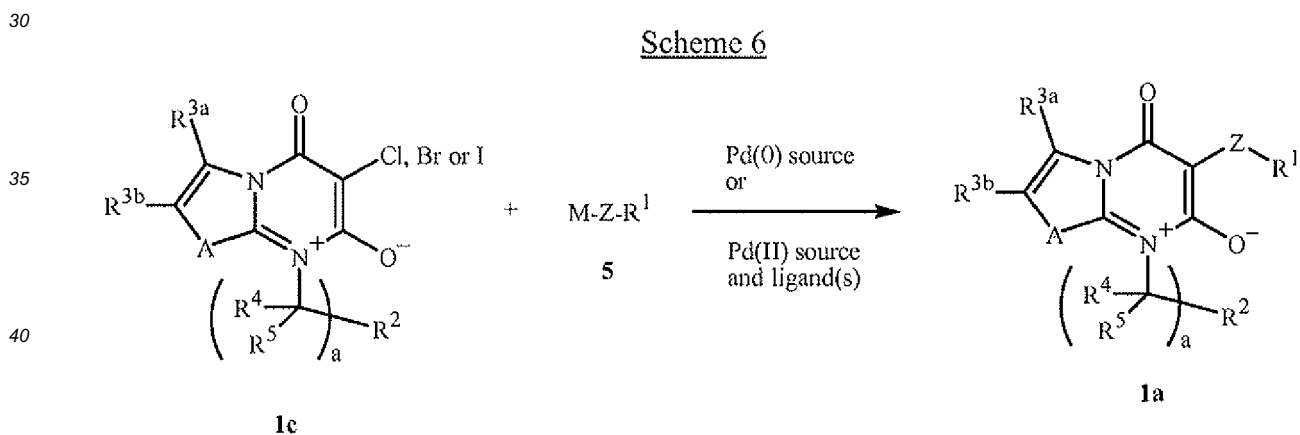 30
Scheme 6
R3a
O
Cl, Br or I
N
R3b
A
N+
O−
R4
R5
R2
a
1c
35
+
M-Z-R1
5
Pd(0) source
or
Pd(II) source
and ligand(s)
R3a
O
Z
R1
N
R3b
A
N+
O−
R4
R5
R2
a
1a
40